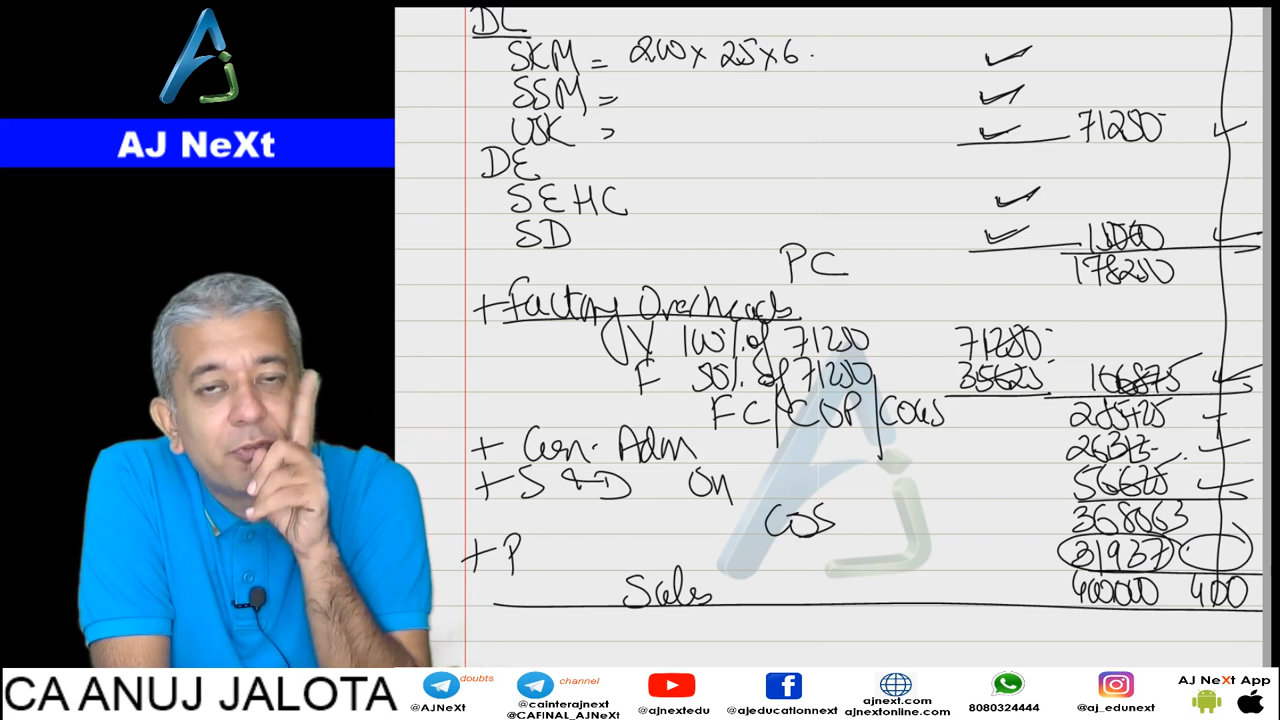 AJ NeXt
DL
SKM = 200 x 25 x 6
SSM =
USK =
71250
DE
SEHC
SD
PC
178250
+ Factory Overheads
V 100% of 71250 71250
F 50% of 71250 35625 106875
FC/COP/COGS
+ Gen. Adm
+ S & D OH 56625
COS 368063
+ P 31937
Sales 400000 400
CA ANUJ JALOTA
doubts
@AJNeXt
channel
@cainterajnext
@CAFINAL_AJNeXt
@ajnextedu
@ajeducationnext
ajnext.com
ajnextonline.com
8080324444
@aj_edunext
AJ NeXt App